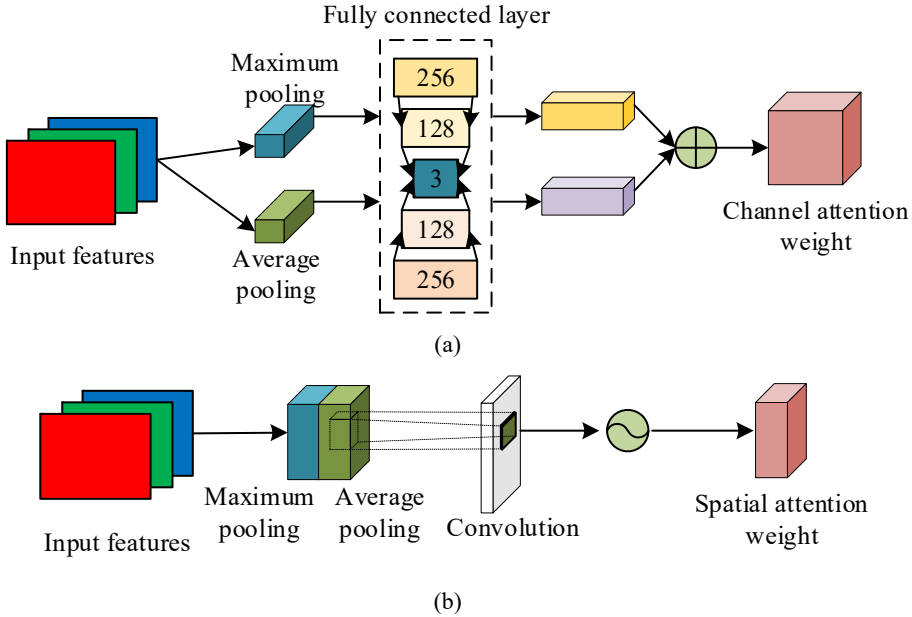 Fully connected layer
Maximum
pooling
256
128
3
128
256
Input features
Average
pooling
Channel attention
weight
(a)
Maximum
pooling
Average
pooling
Convolution
Input features
Spatial attention
weight
(b)